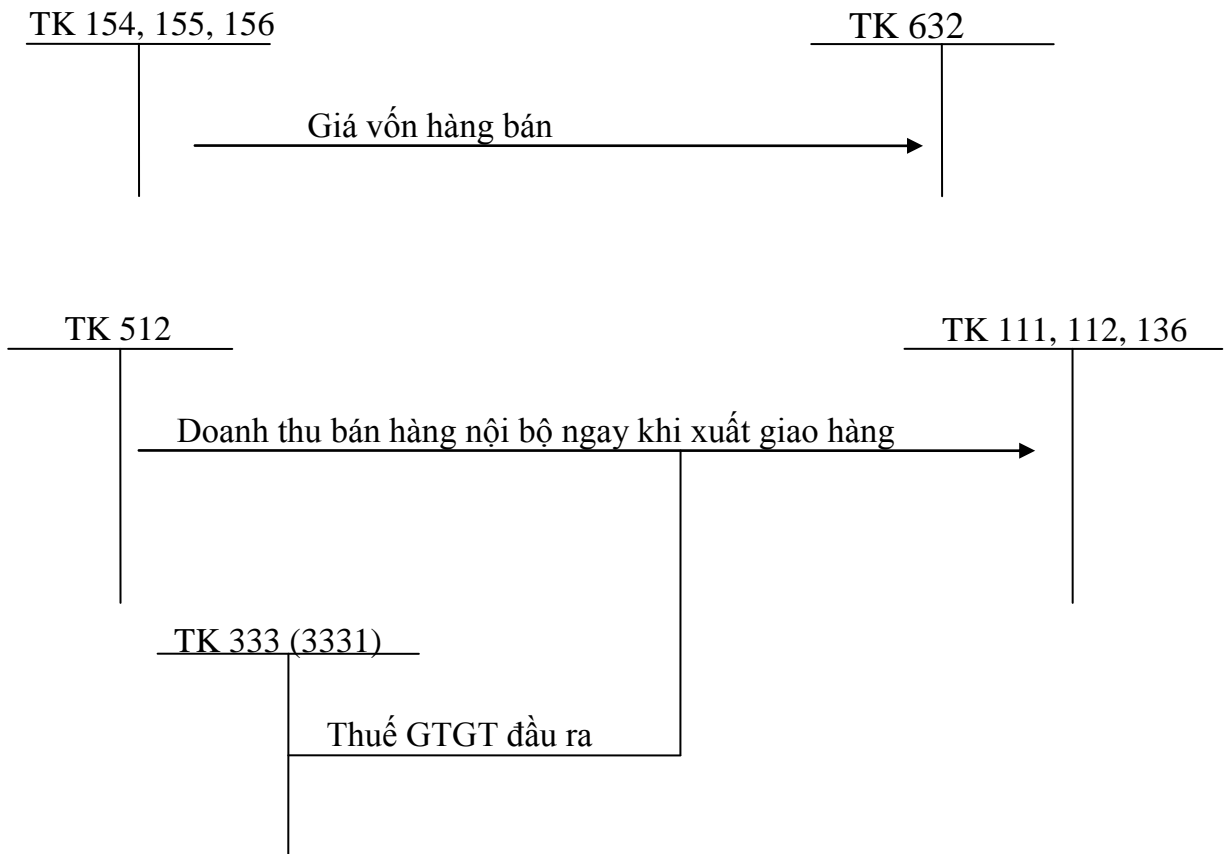 TK 154, 155, 156
TK 632
Giá vốn hàng bán
TK 512
TK 111, 112, 136
Doanh thu bán hàng nội bộ ngay khi xuất giao hàng
TK 333 (3331)
Thuế GTGT đầu ra